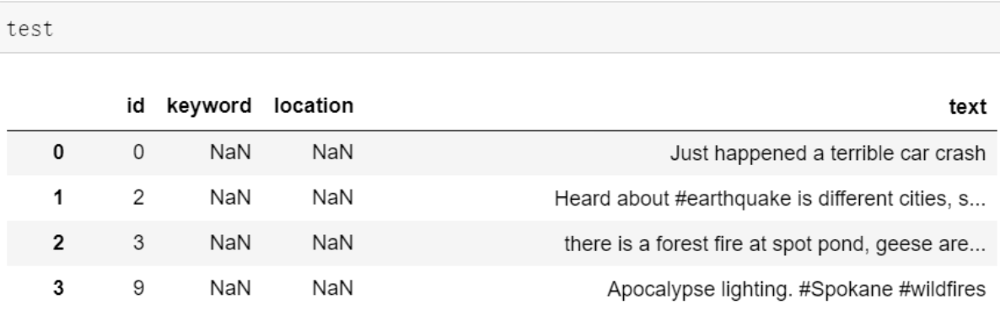 test
id keyword location text
0 0 NaN NaN Just happened a terrible car crash
1 2 NaN NaN Heard about #earthquake is different cities, s...
2 3 NaN NaN there is a forest fire at spot pond, geese are...
3 9 NaN NaN Apocalypse lighting. #Spokane #wildfires